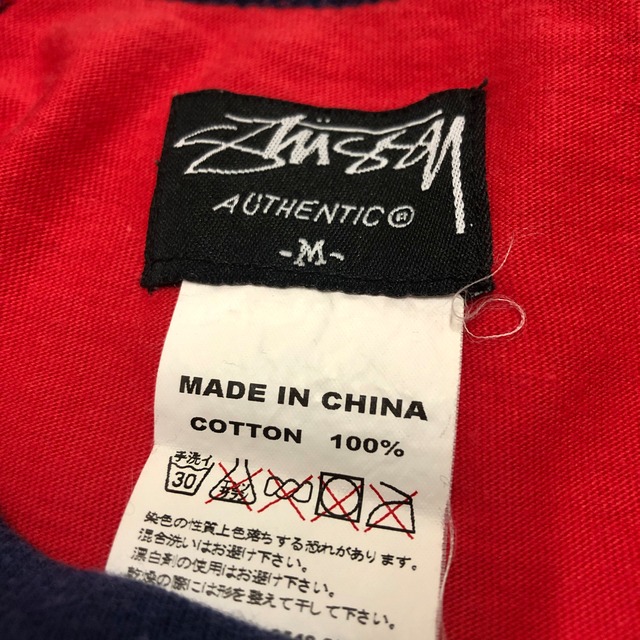 Stüssy
AUTHENTIC®
-M-
MADE IN CHINA
COTTON 100%
手洗イ
30
染色の性質上色落ちする恐れがあります。
混合洗いはお避け下さい。
漂白剤の使用はお避け下さい。
乾燥の際には形を整えて干して下さい。